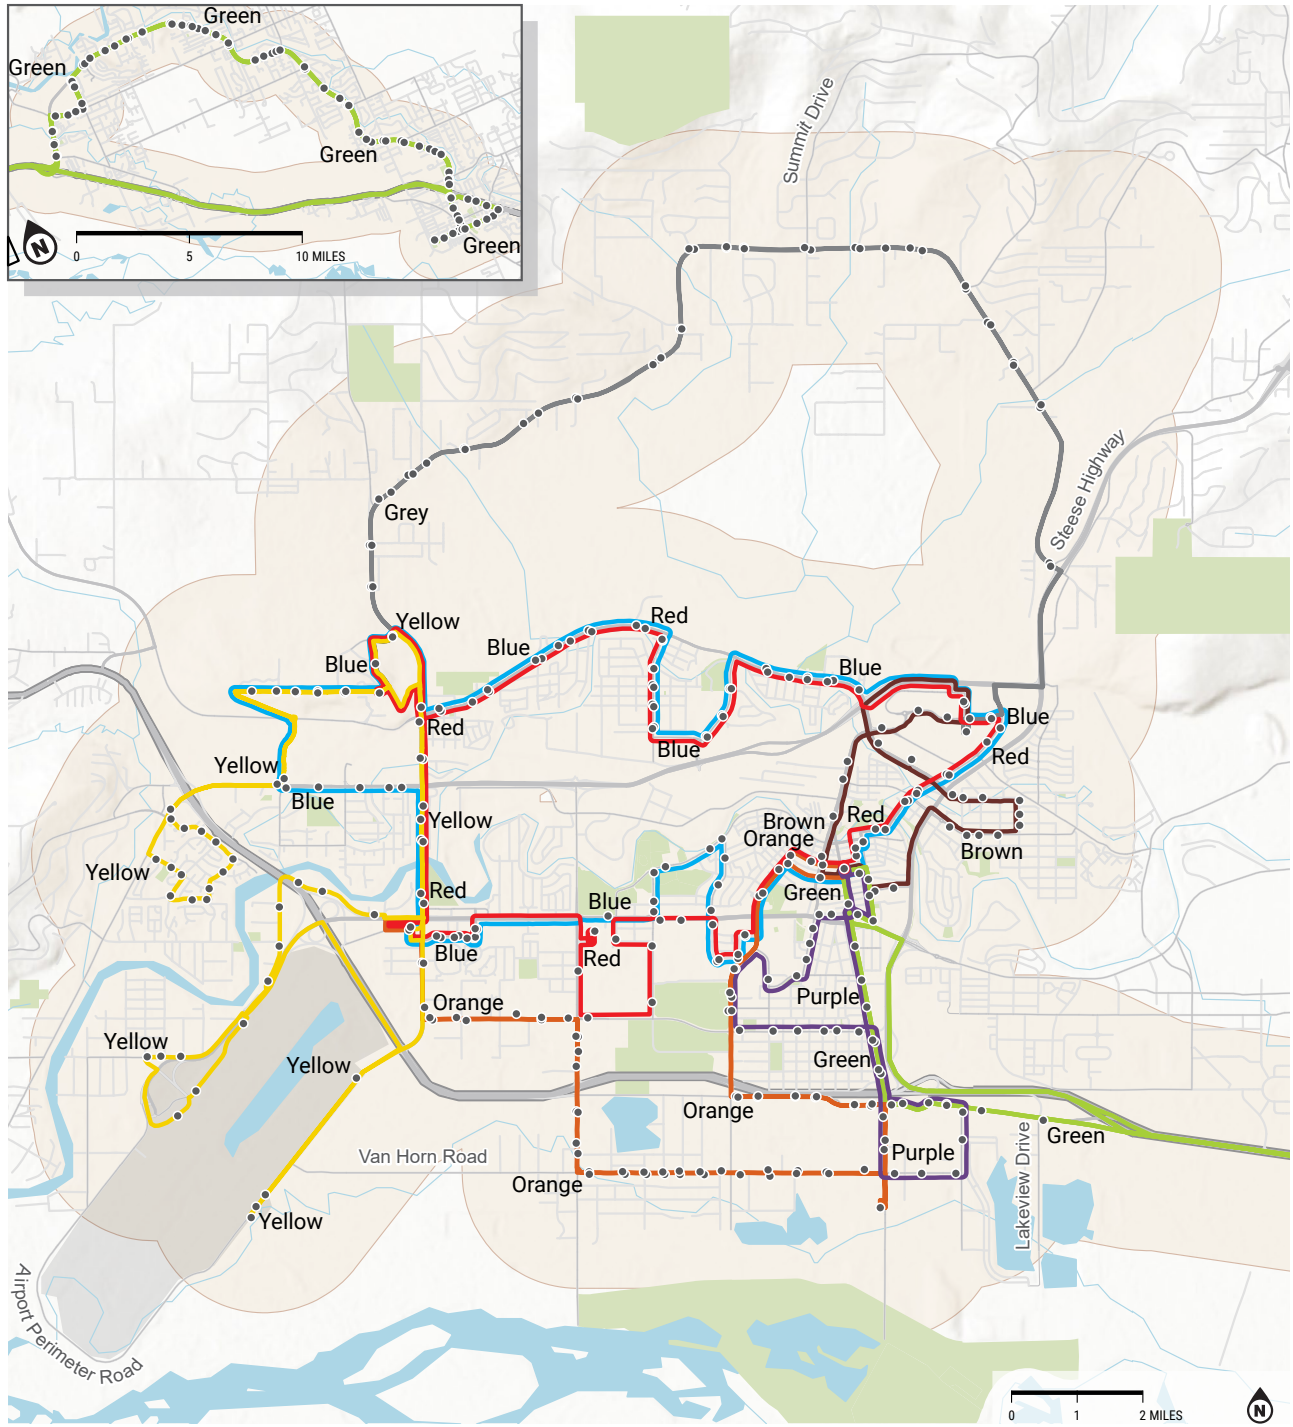 Green
Green
Green
Green
N
0 5 10 MILES
Summit Drive
Steese Highway
Grey
Yellow
Red
Blue
Blue
Blue
Red
Blue
Blue
Red
Yellow
Blue
Yellow
Brown
Red
Orange
Brown
Yellow
Red
Green
Blue
Blue
Red
Purple
Orange
Yellow
Yellow
Green
Orange
Green
Purple
Van Horn Road
Orange
Lakeview Drive
Yellow
Airport Perimeter Road
0 1 2 MILES
N